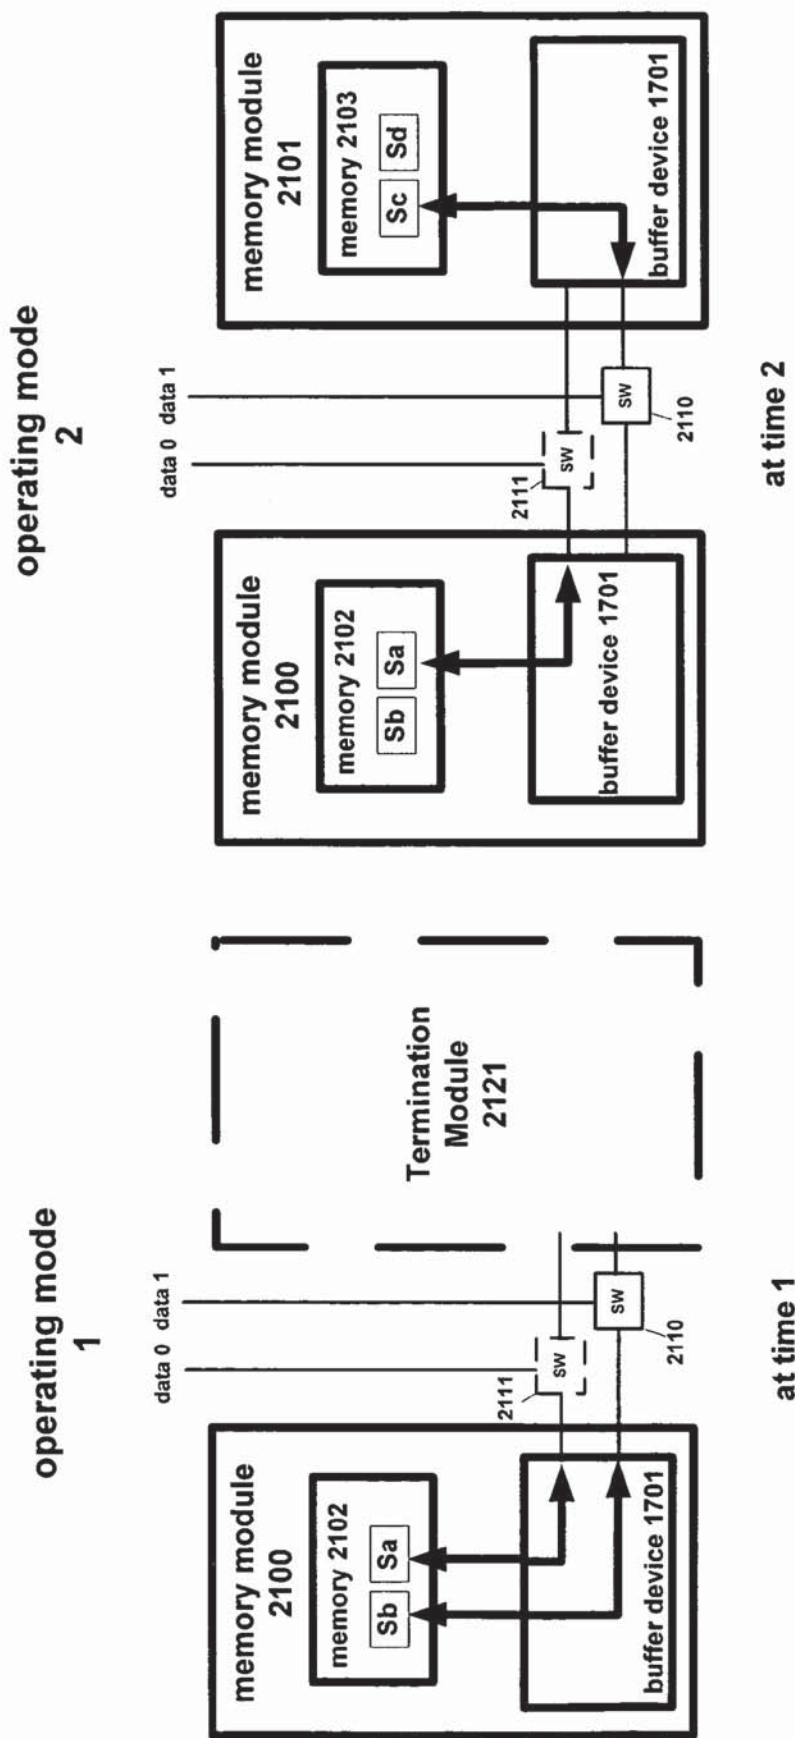 operating mode
1
data 0
data 1
memory module
2100
memory 2102
Sb
Sa
buffer device 1701
2111
sw
sw
2110
Termination
Module
2121
at time 1
operating mode
2
data 0
data 1
memory module
2100
memory 2102
Sb
Sa
buffer device 1701
2111
sw
sw
2110
memory module
2101
memory 2103
Sc
Sd
buffer device 1701
at time 2